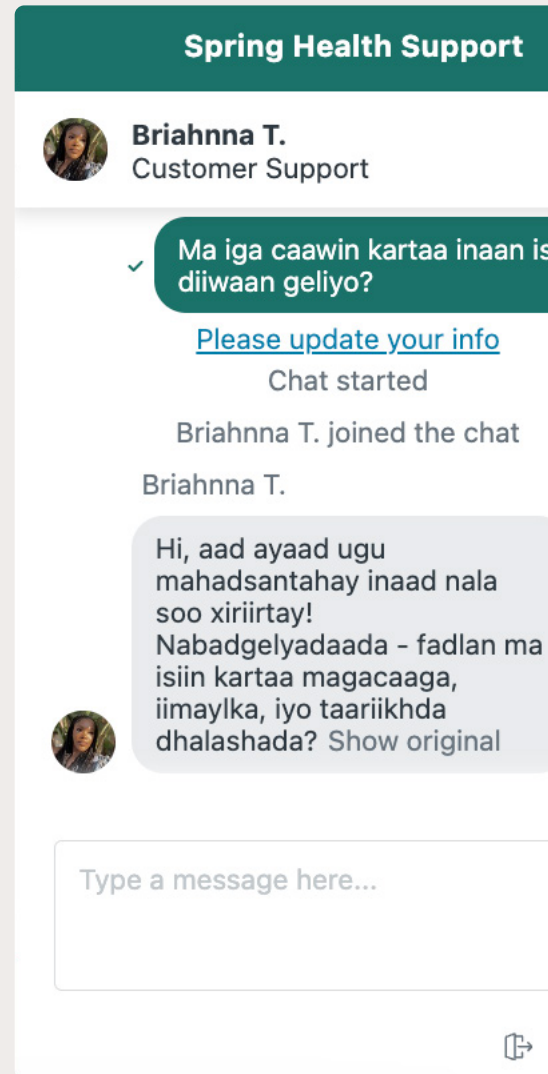 Spring Health Support
Briahnna T.
Customer Support
Ma iga caawin kartaa inaan is
diiwaan geliyo?
Please update your info
Chat started
Briahnna T. joined the chat
Briahnna T.
Hi, aad ayaad ugu
mahadsantahay inaad nala
soo xiriirtay!
Nabadgelyadaada - fadlan ma
isiin kartaa magacaaga,
iimaylka, iyo taariikhda
dhalashada? Show original
Type a message here...